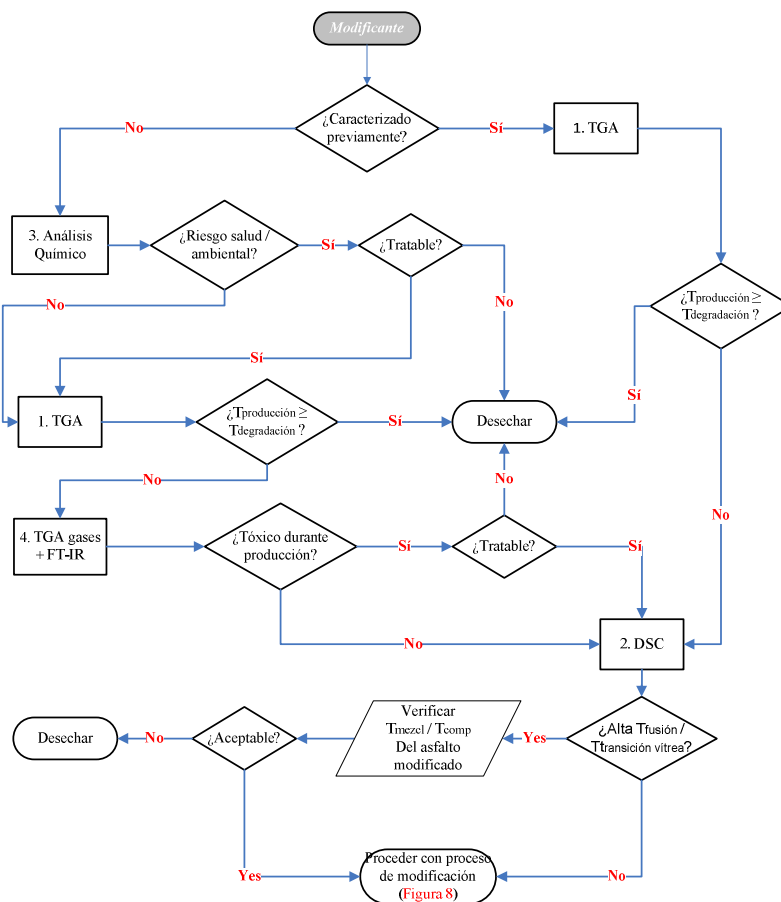 Modificante
¿Caracterizado
previamente?
No
Sí
1. TGA
3. Análisis
Químico
¿Riesgo salud /
ambiental?
Sí
¿Tratable?
No
No
Sí
¿Tproducción ≥
Tdegradación ?
Sí
No
1. TGA
¿Tproducción ≥
Tdegradación ?
Sí
Desechar
No
No
4. TGA gases
+ FT-IR
¿Tóxico durante
producción?
Sí
¿Tratable?
Sí
No
2. DSC
Desechar
No
¿Aceptable?
Verificar
Tmezcl / Tcomp
Del asfalto
modificado
Yes
¿Alta Tfusión /
Ttransición vítrea?
Yes
Proceder con proceso
de modificación
(Figura 8)
No